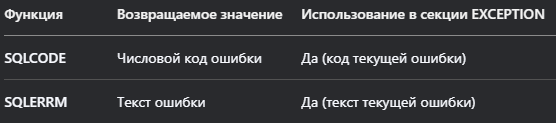 Функция Возвращаемое значение Использование в секции EXCEPTION
SQLCODE Числовой код ошибки Да (код текущей ошибки)
SQLERRM Текст ошибки Да (текст текущей ошибки)